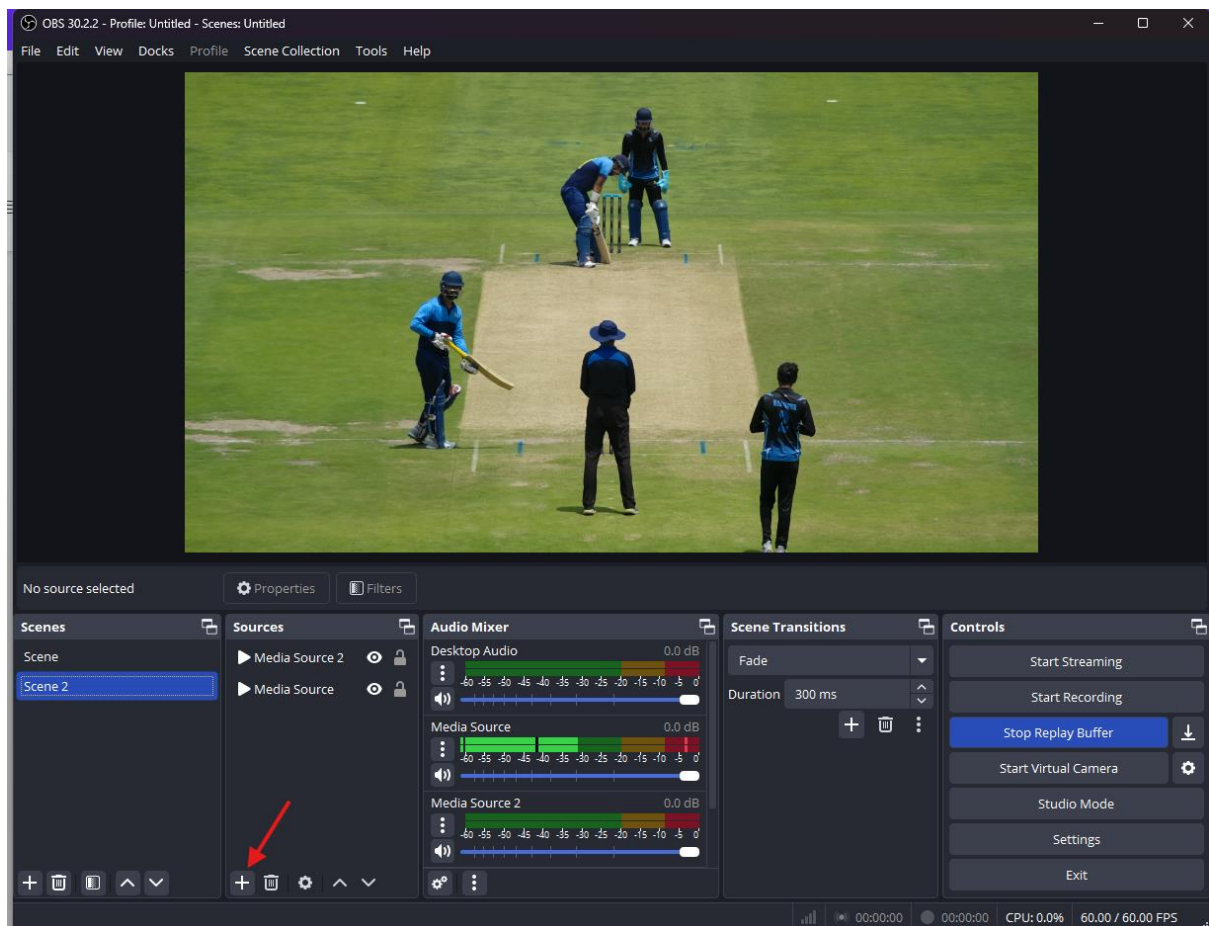 OBS 30.2.2 - Profile: Untitled - Scenes: Untitled
File Edit View Docks Profile Scene Collection Tools Help
No source selected Properties Filters
Scenes
Scene
Scene 2
Sources
Media Source 2
Media Source
Audio Mixer
Desktop Audio 0.0 dB
-60 -55 -50 -45 -40 -35 -30 -25 -20 -15 -10 -5 0
Media Source 0.0 dB
-60 -55 -50 -45 -40 -35 -30 -25 -20 -15 -10 -5 0
Media Source 2 0.0 dB
-60 -55 -50 -45 -40 -35 -30 -25 -20 -15 -10 -5 0
Scene Transitions
Fade
Duration 300 ms
Controls
Start Streaming
Start Recording
Stop Replay Buffer
Start Virtual Camera
Studio Mode
Settings
Exit
00:00:00 00:00:00 CPU: 0.0% 60.00 / 60.00 FPS